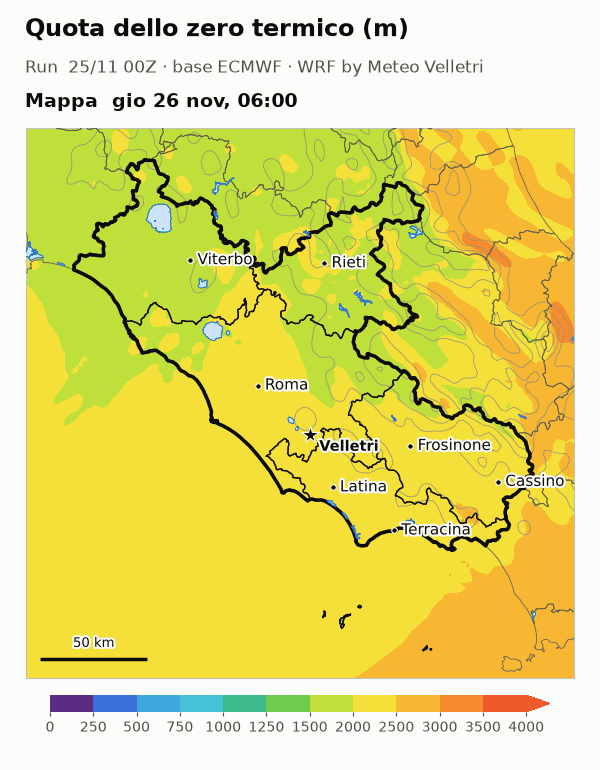 Quota dello zero termico (m)
Run  25/11 00Z · base ECMWF · WRF by Meteo Velletri
Mappa  gio 26 nov, 06:00
Viterbo
Rieti
Roma
Velletri
Frosinone
Latina
Cassino
Terracina
50 km
0 250 500 750 1000 1250 1500 2000 2500 3000 3500 4000